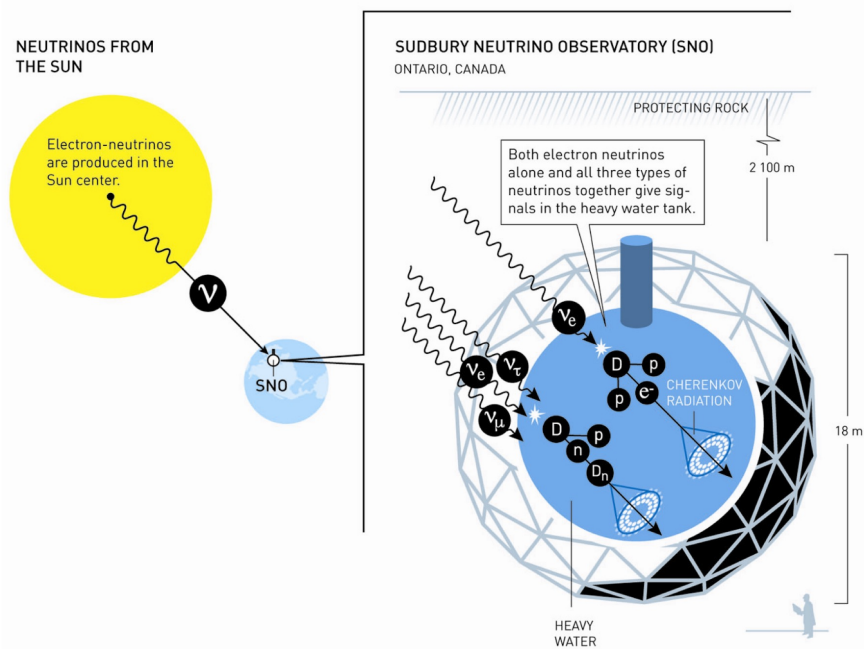 NEUTRINOS FROM
THE SUN
Electron-neutrinos
are produced in the
Sun center.
ν
SNO
SUDBURY NEUTRINO OBSERVATORY (SNO)
ONTARIO, CANADA
PROTECTING ROCK
2 100 m
Both electron neutrinos
alone and all three types of
neutrinos together give sig-
nals in the heavy water tank.
νe
D p
p e-
νe ντ
νμ
D p
n
Dn
CHERENKOV
RADIATION
18 m
HEAVY
WATER